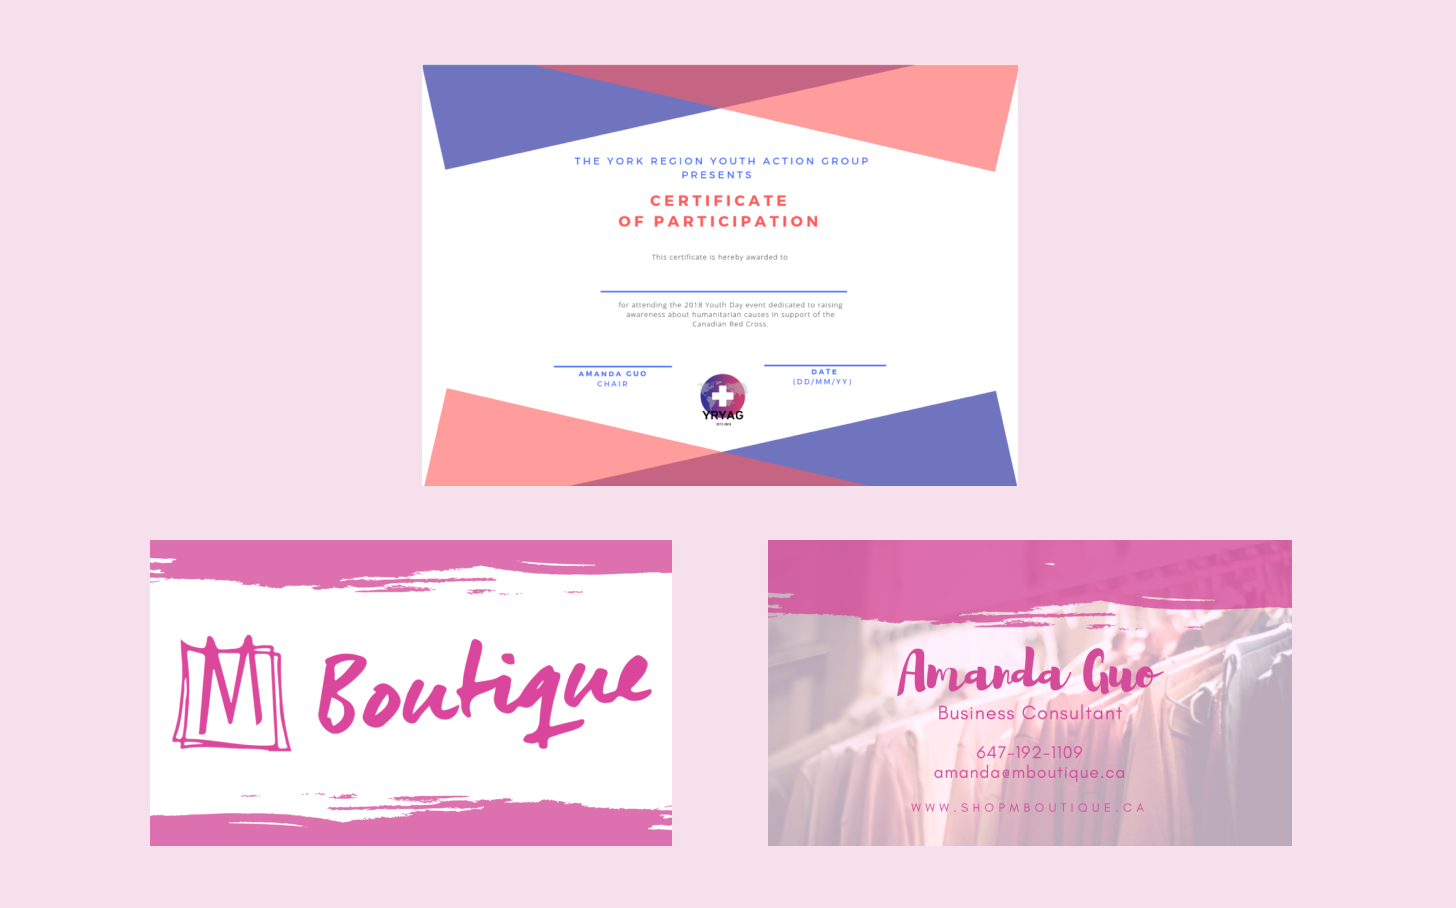 THE YORK REGION YOUTH ACTION GROUP
PRESENTS
CERTIFICATE
OF PARTICIPATION
This certificate is hereby awarded to
for attending the 2018 Youth Day event dedicated to raising
awareness about humanitarian causes in support of the
Canadian Red Cross.
AMANDA GUO
CHAIR
DATE
(DD/MM/YY)
YRYAG
M Boutique
Amanda Guo
Business Consultant
647-192-1109
amanda@mboutique.ca
WWW.SHOPMBOUTIQUE.CA